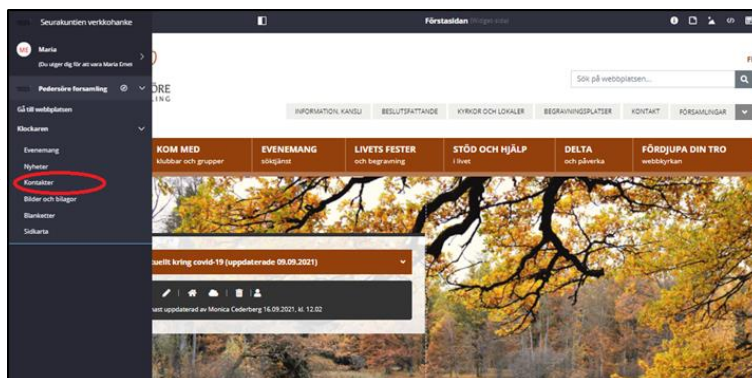 Seurakuntien verkkohanke
Förstasidan
MS
Maria
(Du utger dig för att vara Maria Emet
Pedersöre forsamling
Gå till webbplatsen
Klockaren
Evenemang
Nyheter
Kontakter
Bilder och bilagor
Blanketter
Sidkarta
Sök på webbplatsen...
INFORMATION, KANSLI
BESLUTSFATTANDE
KYRKOR OCH LOKALER
BEGRAVNINGSPLATSER
KONTAKT
FÖRSAMLINGAR
KOM MED
klubbar och grupper
EVENEMANG
söktjänst
LIVETS FESTER
och begravning
STÖD OCH HJÄLP
i livet
DELTA
och påverka
FÖRDJUPA DIN TRO
webbkyrkan
tuellt kring covid-19 (uppdaterade 09.09.2021)
nast uppdaterad av Monica Cederberg 16.09.2021, kl. 12.02